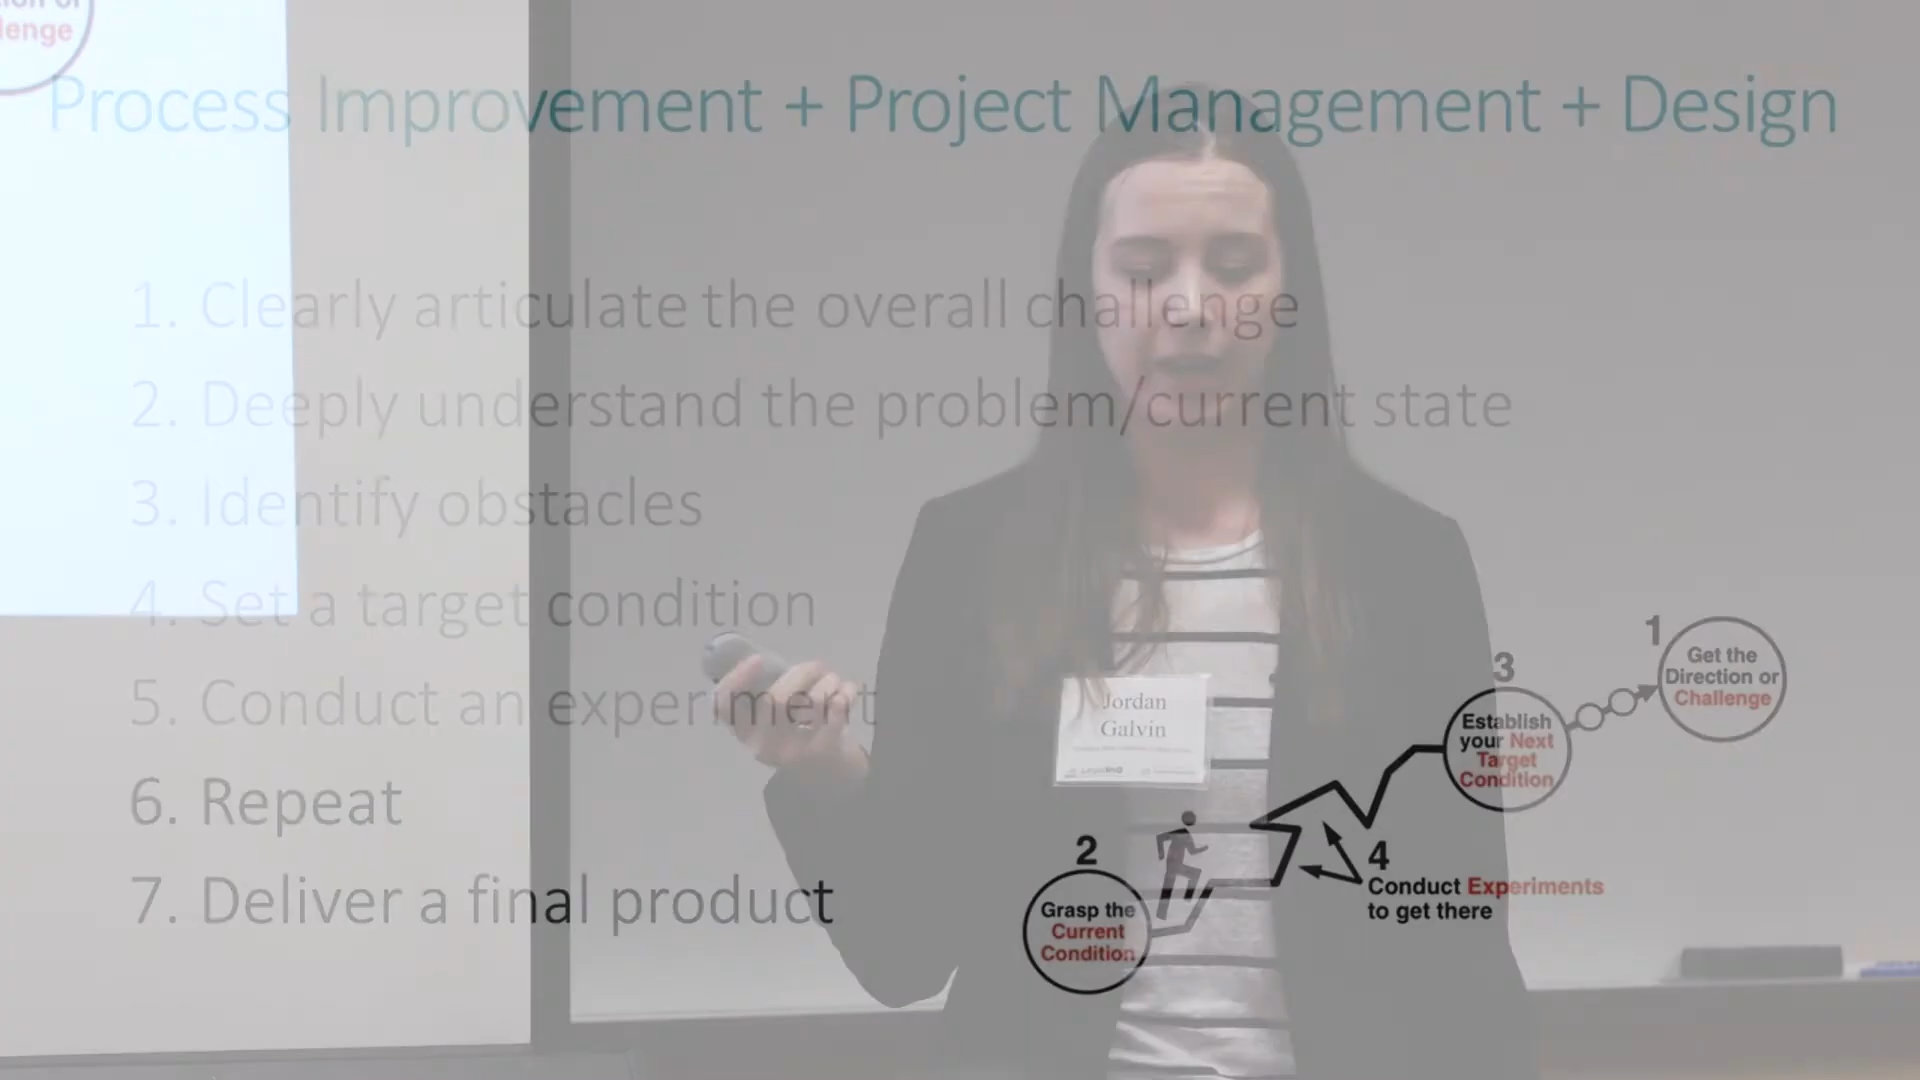 lenge
Process Improvement + Project Management + Design
1. Clearly articulate the overall challenge
2. Deeply understand the problem/current state
3. Identify obstacles
4. Set a target condition
5. Conduct an experiment
6. Repeat
7. Deliver a final product
Jordan
Galvin
1
Get the
Direction or
Challenge
3
Establish
your Next
Target
Condition
4
Conduct Experiments
to get there
2
Grasp the
Current
Condition